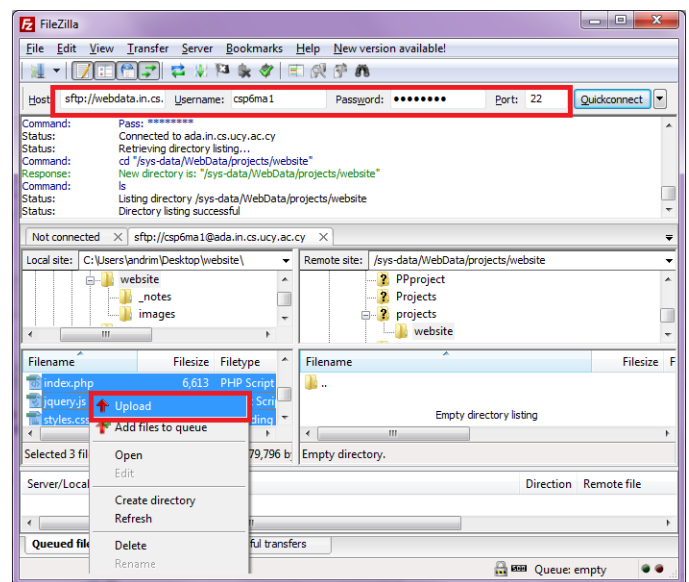 FileZilla
File Edit View Transfer Server Bookmarks Help New version available!
Host: sftp://webdata.in.cs. Username: csp6ma1 Password: ●●●●●●●● Port: 22 Quickconnect
Command: Pass: ********
Status: Connected to ada.in.cs.ucy.ac.cy
Status: Retrieving directory listing...
Command: cd "/sys-data/WebData/projects/website"
Response: New directory is: "/sys-data/WebData/projects/website"
Command: ls
Status: Listing directory /sys-data/WebData/projects/website
Status: Directory listing successful
Not connected sftp://csp6ma1@ada.in.cs.ucy.ac.cy
Local site: C:\Users\andrim\Desktop\website\ Remote site: /sys-data/WebData/projects/website
website
_notes
images
PPproject
Projects
projects
website
Filename Filesize Filetype
index.php 6,613 PHP Script
jquery.js Scri
styles.css ding
Filename Filesize F
..
Empty directory listing
Upload
Add files to queue
Open
Edit
Create directory
Refresh
Delete
Rename
Selected 3 fil 79,796 b Empty directory.
Server/Local Direction Remote file
Queued file ful transfers
Queue: empty